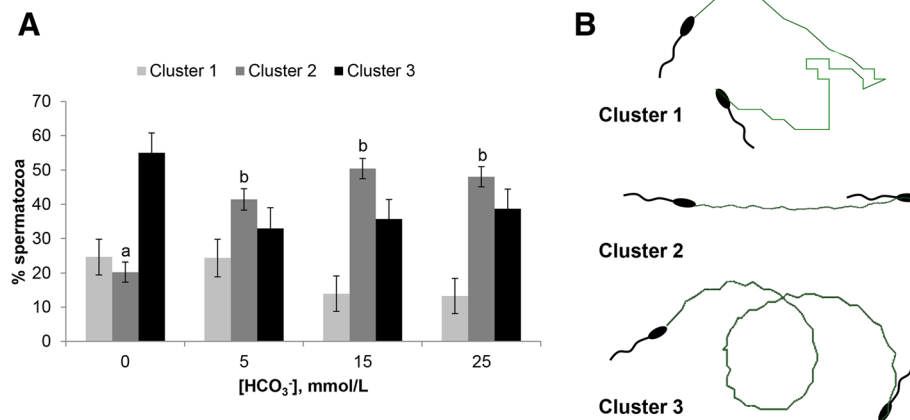 A
Cluster 1 Cluster 2 Cluster 3
% spermatozoa
70
60
50
40
30
20
10
0
a
b
b
b
0 5 15 25
[HCO₃⁻], mmol/L
B
Cluster 1
Cluster 2
Cluster 3